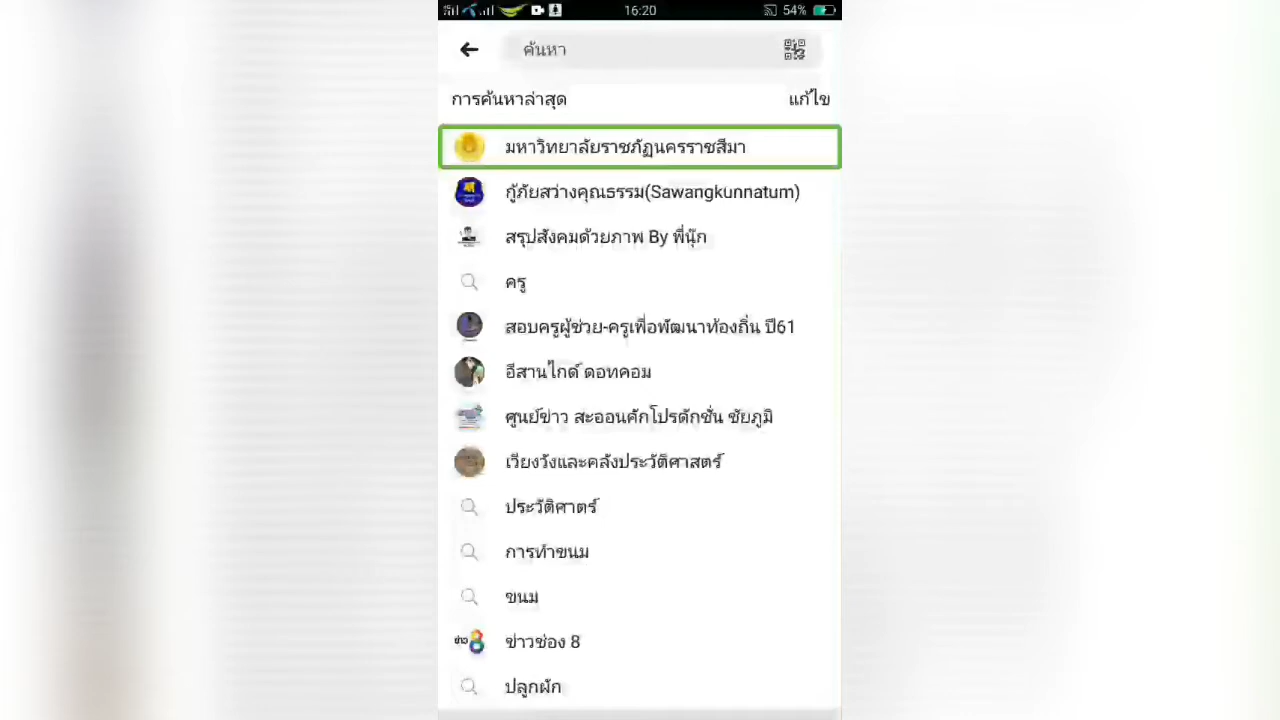 16:20 54%
ค้นหา
การค้นหาล่าสุด แก้ไข
มหาวิทยาลัยราชภัฏนครราชสีมา
กู้ภัยสว่างคุณธรรม(Sawangkunnatum)
สรุปสังคมด้วยภาพ By พี่นุ๊ก
ครู
สอบครูผู้ช่วย-ครูเพื่อพัฒนาท้องถิ่น ปี61
อีสานไกด์ ดอทคอม
ศูนย์ข่าว สะออนคักโปรดักชั่น ชัยภูมิ
เวียงวังและคลังประวัติศาสตร์
ประวัติศาตร์
การทำขนม
ขนม
ข่าว 8 ข่าวช่อง 8
ปลูกผัก